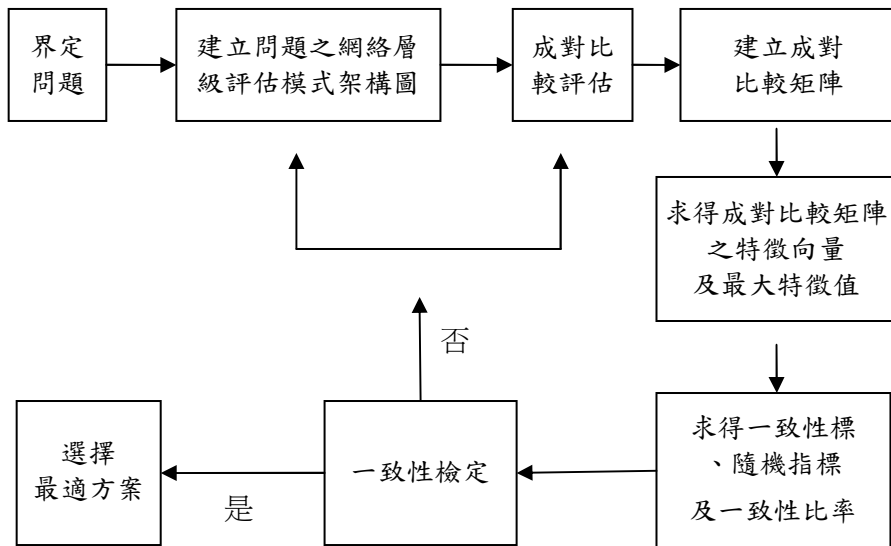 界定
問題
建立問題之網絡層
級評估模式架構圖
成對比
較評估
建立成對
比較矩陣
求得成對比較矩陣
之特徵向量
及最大特徵值
否
求得一致性標
、隨機指標
及一致性比率
一致性檢定
是
選擇
最適方案